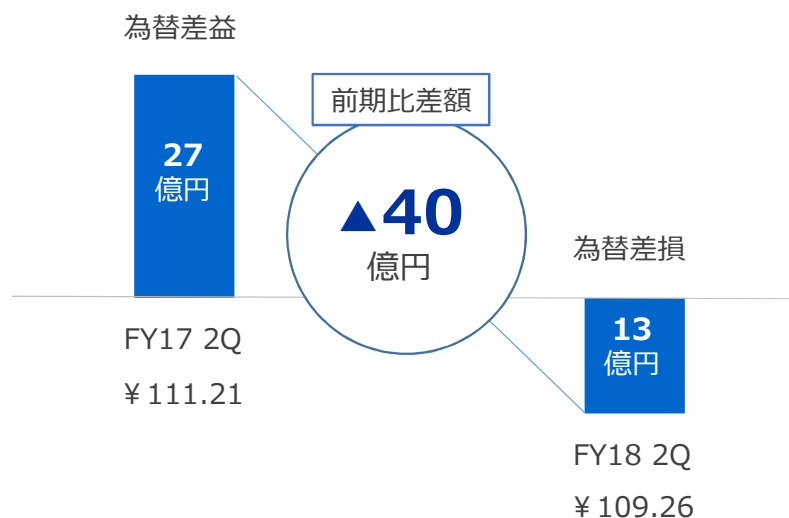 為替差益
27
億円
前期比差額
▲40
億円
為替差損
13
億円
FY17 2Q
¥111.21
FY18 2Q
¥109.26